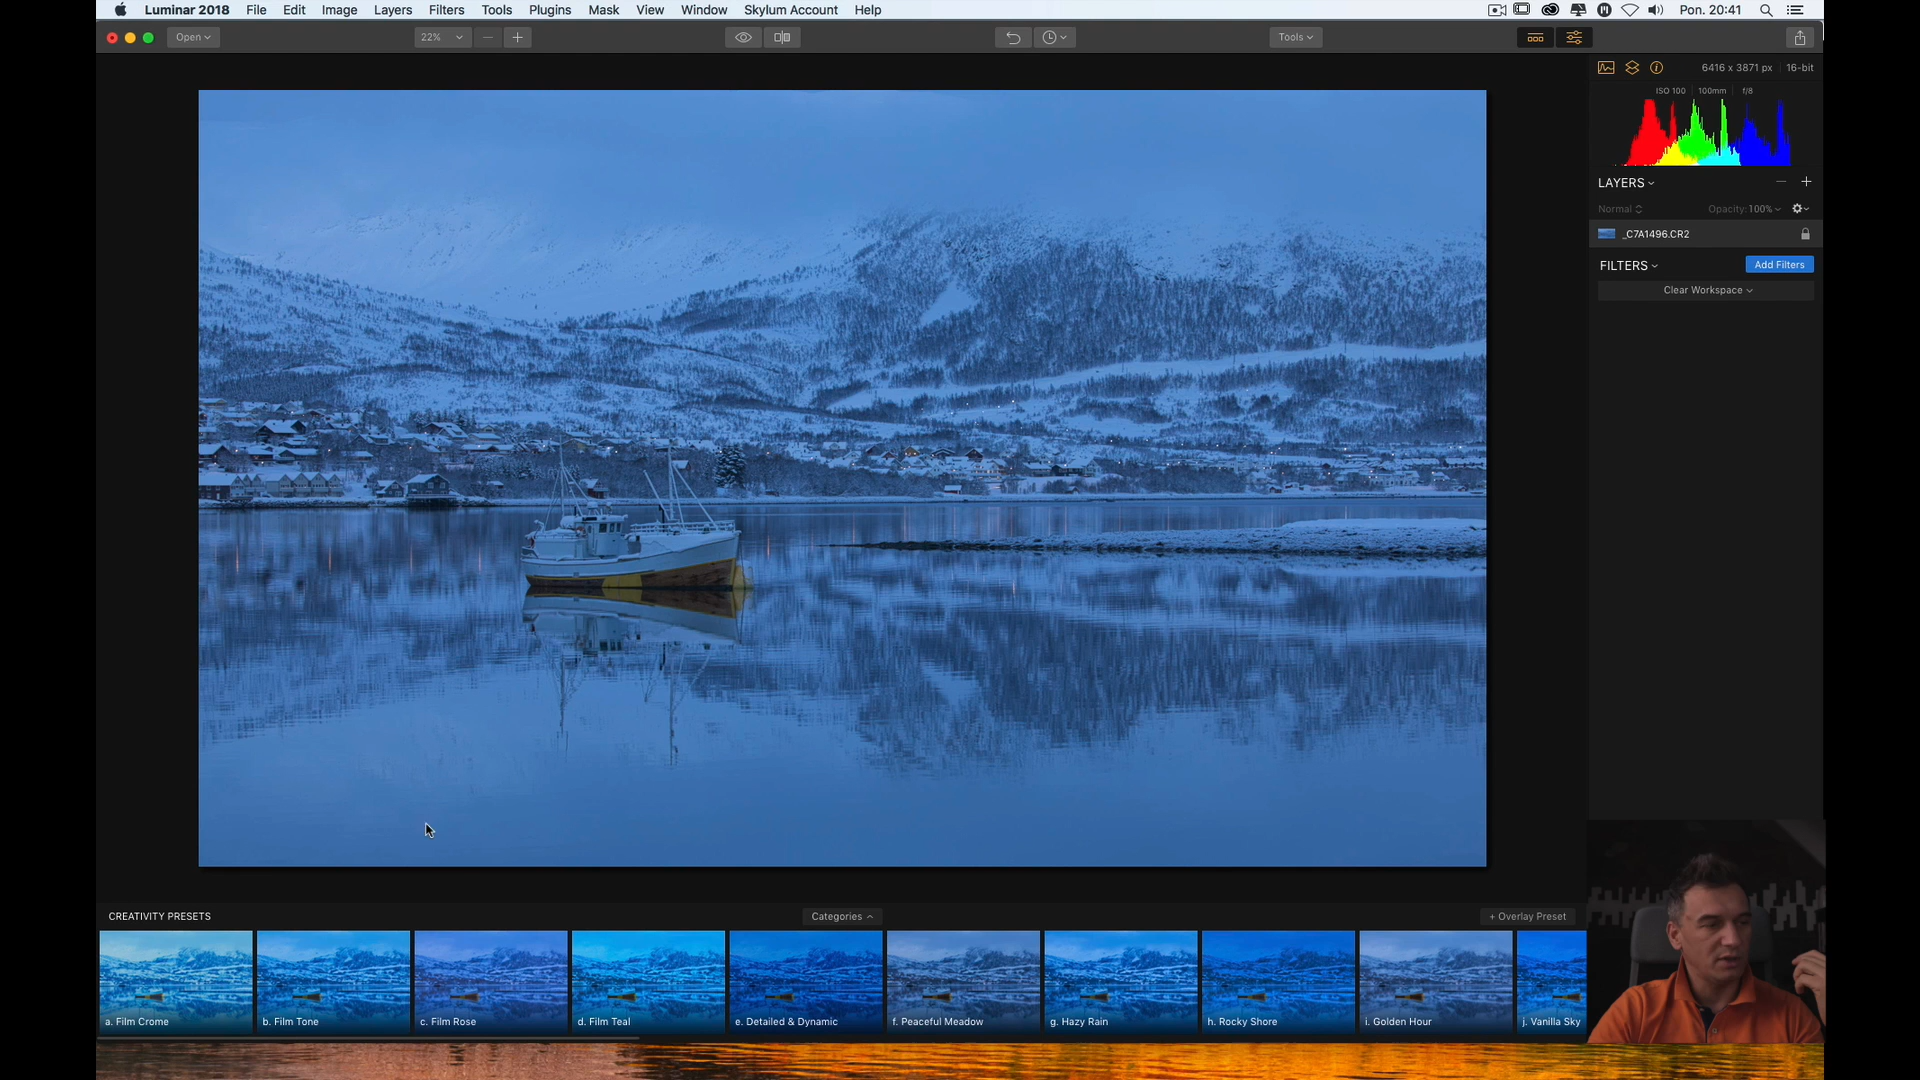 Luminar 2018 File Edit Image Layers Filters Tools Plugins Mask View Window Skylum Account Help Pon. 20:41
Open 22% Tools
6416 x 3871 px 16-bit
ISO 100 100mm f/8
LAYERS
Normal Opacity: 100%
_C7A1496.CR2
FILTERS Add Filters
Clear Workspace
CREATIVITY PRESETS Categories + Overlay Preset
a. Film Crome b. Film Tone c. Film Rose d. Film Teal e. Detailed & Dynamic f. Peaceful Meadow g. Hazy Rain h. Rocky Shore i. Golden Hour j. Vanilla Sky